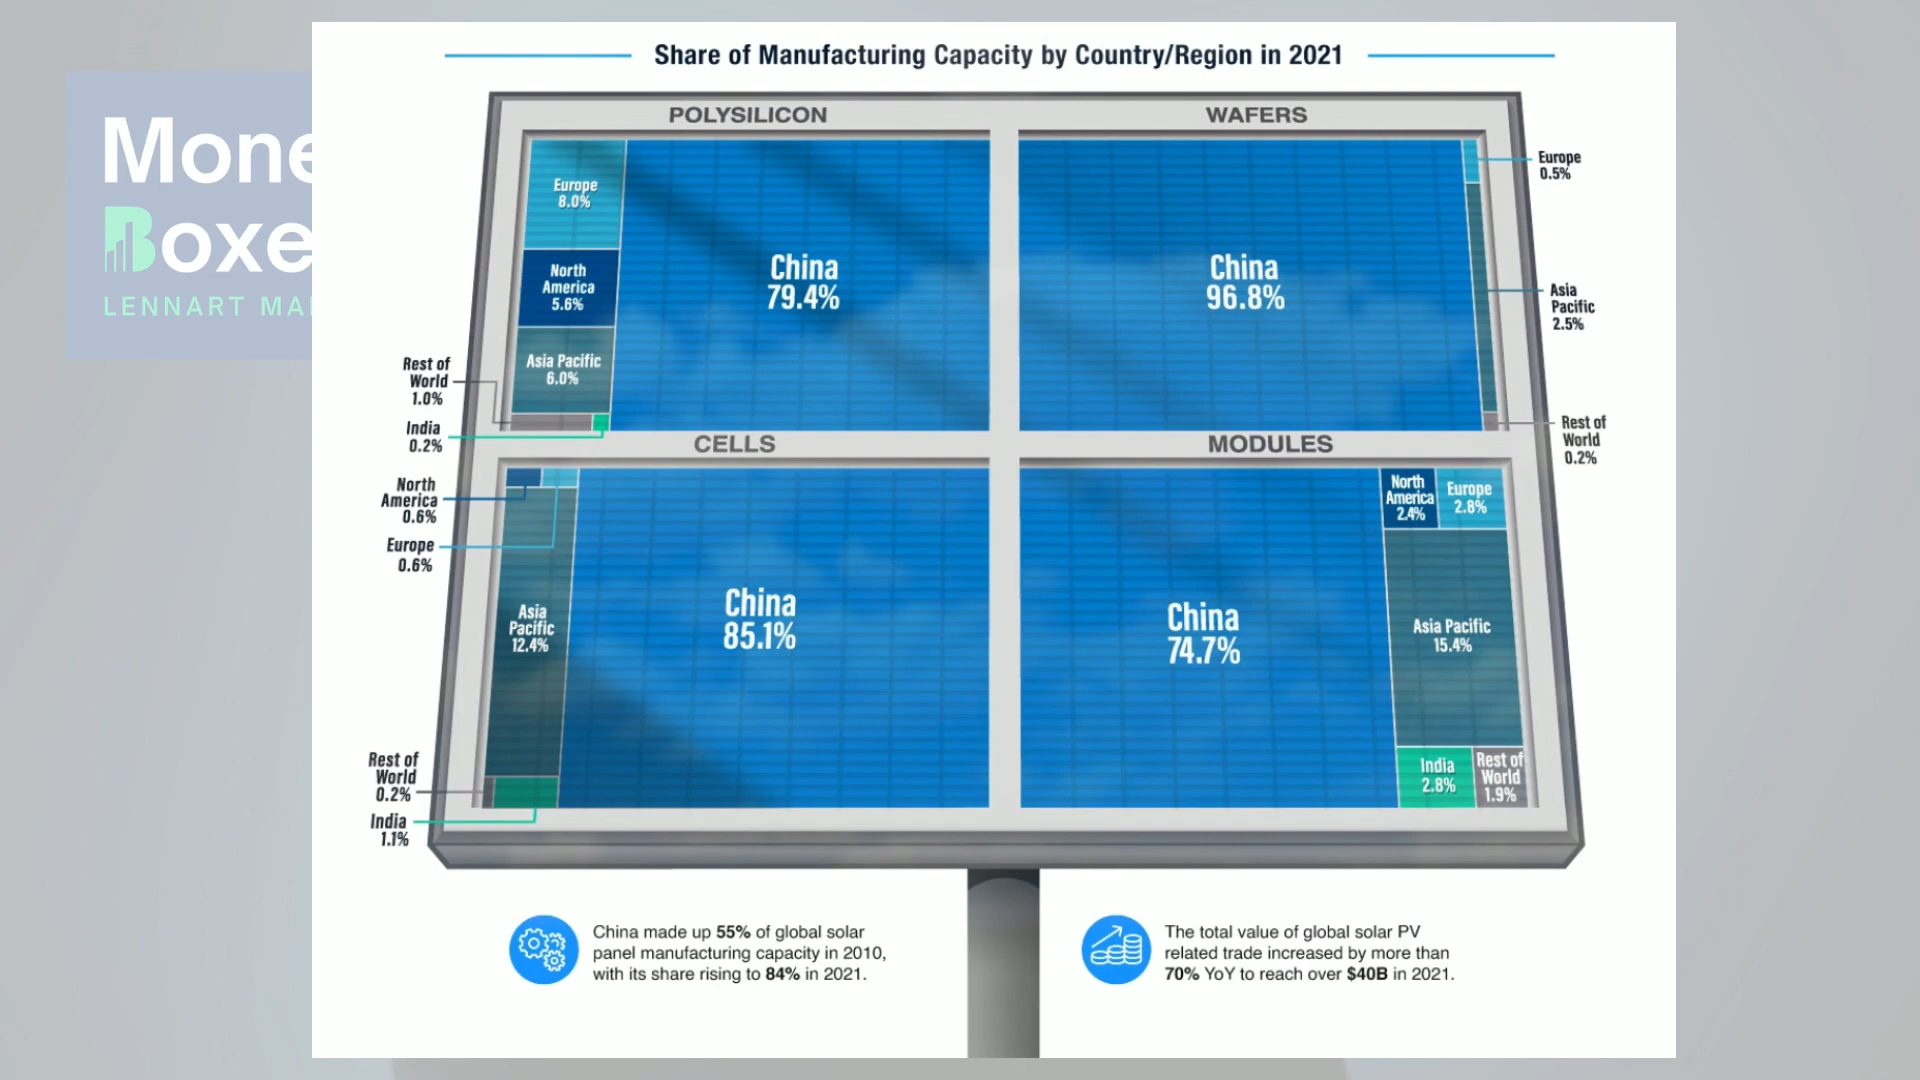 Share of Manufacturing Capacity by Country/Region in 2021
Mone
Boxe
LENNART MA
POLYSILICON
Europe
8.0%
North
America
5.6%
Asia Pacific
6.0%
Rest of
World
1.0%
India
0.2%
China
79.4%
WAFERS
China
96.8%
Europe
0.5%
Asia
Pacific
2.5%
Rest of
World
0.2%
CELLS
North
America
0.6%
Europe
0.6%
Asia
Pacific
12.4%
Rest of
World
0.2%
India
1.1%
China
85.1%
MODULES
China
74.7%
North
America
2.4%
Europe
2.8%
Asia Pacific
15.4%
India
2.8%
Rest of
World
1.9%
China made up 55% of global solar
panel manufacturing capacity in 2010,
with its share rising to 84% in 2021.
The total value of global solar PV
related trade increased by more than
70% YoY to reach over $40B in 2021.